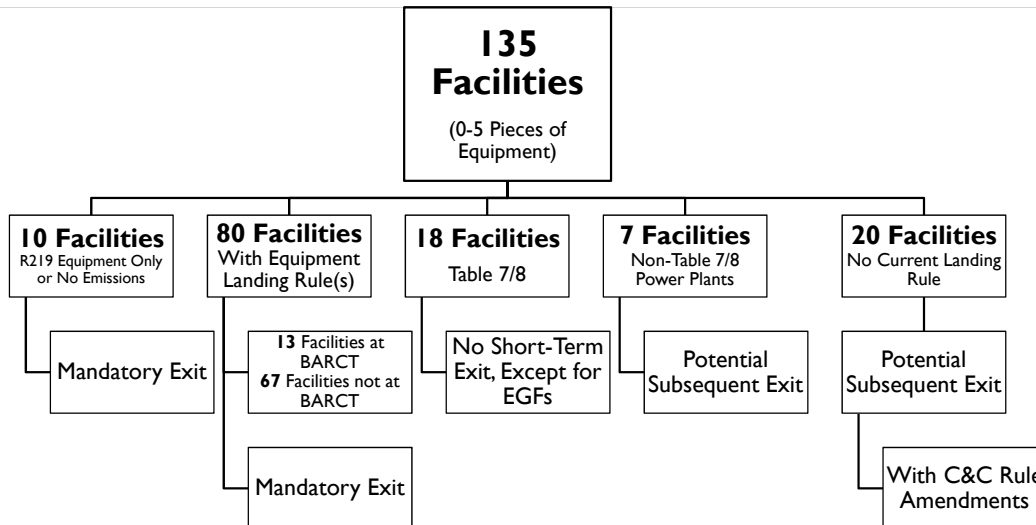 135
Facilities
(0-5 Pieces of
Equipment)
10 Facilities
R219 Equipment Only
or No Emissions
80 Facilities
With Equipment
Landing Rule(s)
18 Facilities
Table 7/8
7 Facilities
Non-Table 7/8
Power Plants
20 Facilities
No Current Landing
Rule
Mandatory Exit
13 Facilities at
BARCT
67 Facilities not at
BARCT
No Short-Term
Exit, Except for
EGFs
Potential
Subsequent Exit
Potential
Subsequent Exit
Mandatory Exit
With C&C Rule
Amendments